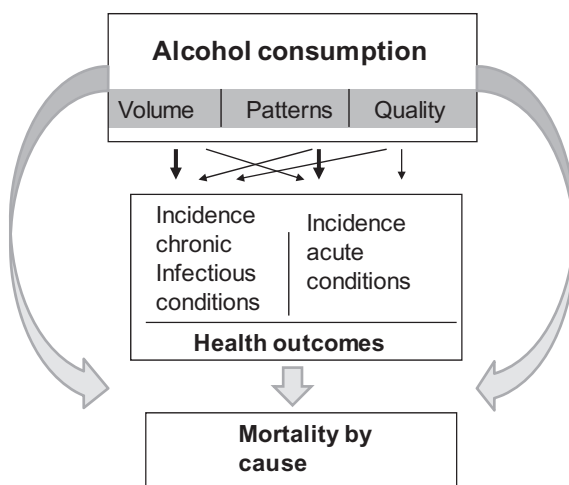 Alcohol consumption
Volume Patterns Quality
Incidence
chronic
Infectious
conditions
Incidence
acute
conditions
Health outcomes
Mortality by
cause